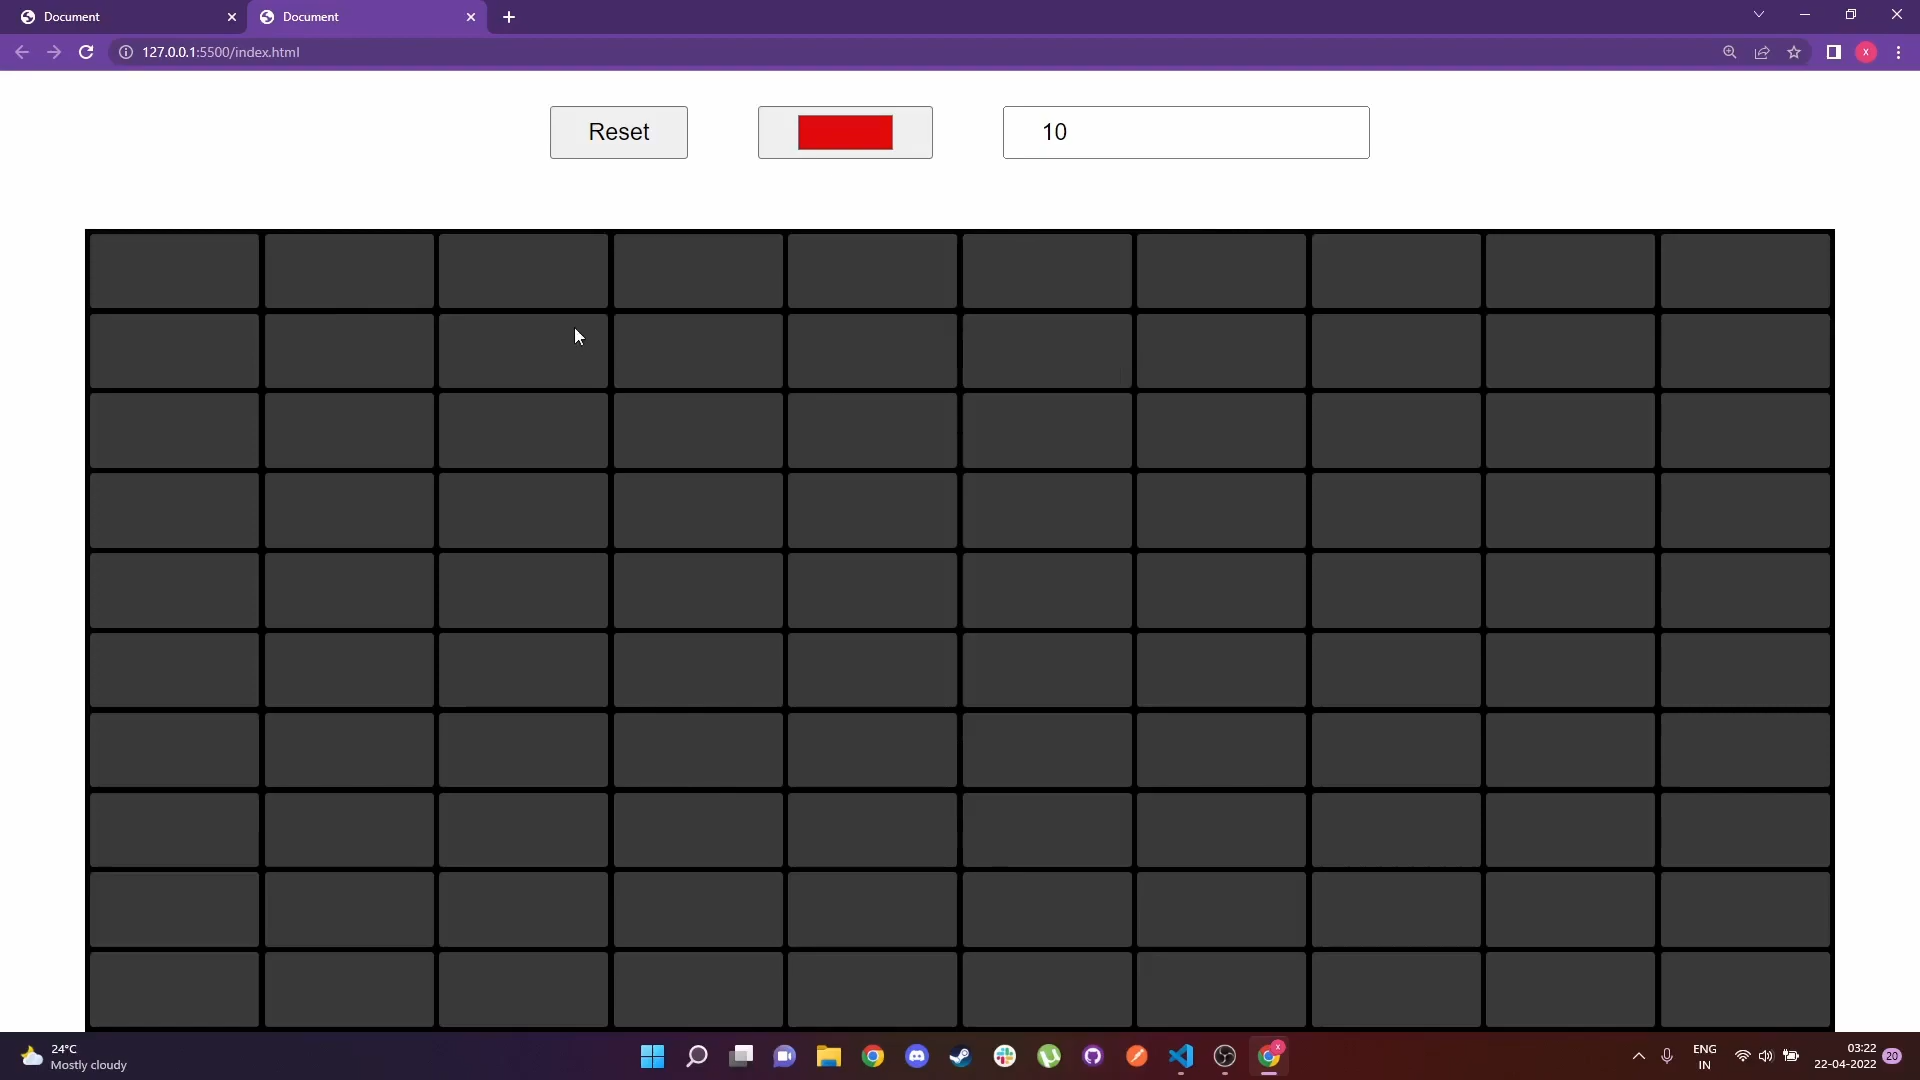 Document
Document
127.0.0.1:5500/index.html
x
Reset
10
24°C
Mostly cloudy
x
ENG
IN
03:22
22-04-2022
20